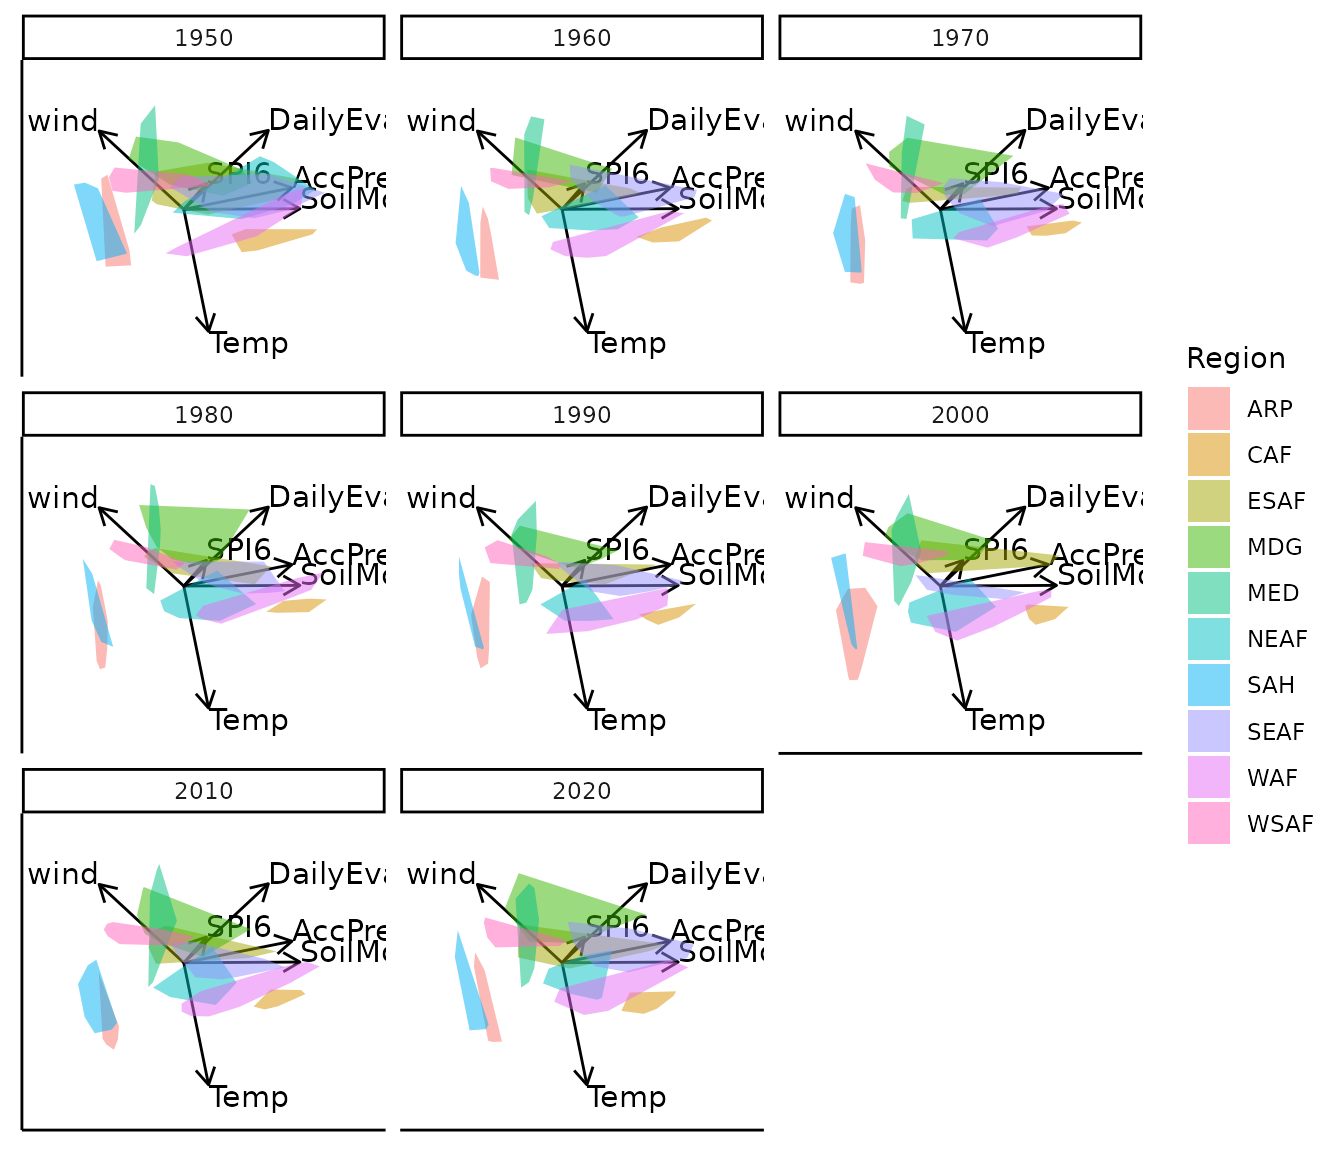 1950 1960 1970
wind DailyEva wind DailyEva wind DailyEva
SPI6 AccPre SPI6 AccPre SPI6 AccPre
SoilMo SoilMo SoilMo
Temp Temp Temp
Region
ARP
CAF
1980 1990 2000
wind DailyEva wind DailyEva wind DailyEva
ESAF
SPI6 AccPre SPI6 AccPre SPI6 AccPre
MDG
SoilMo SoilMo SoilMo
MED
NEAF
SAH
Temp Temp Temp
SEAF
WAF
2010 2020
WSAF
wind DailyEva wind DailyEva
SPI6 AccPre SPI6 AccPre
SoilMo SoilMo
Temp Temp